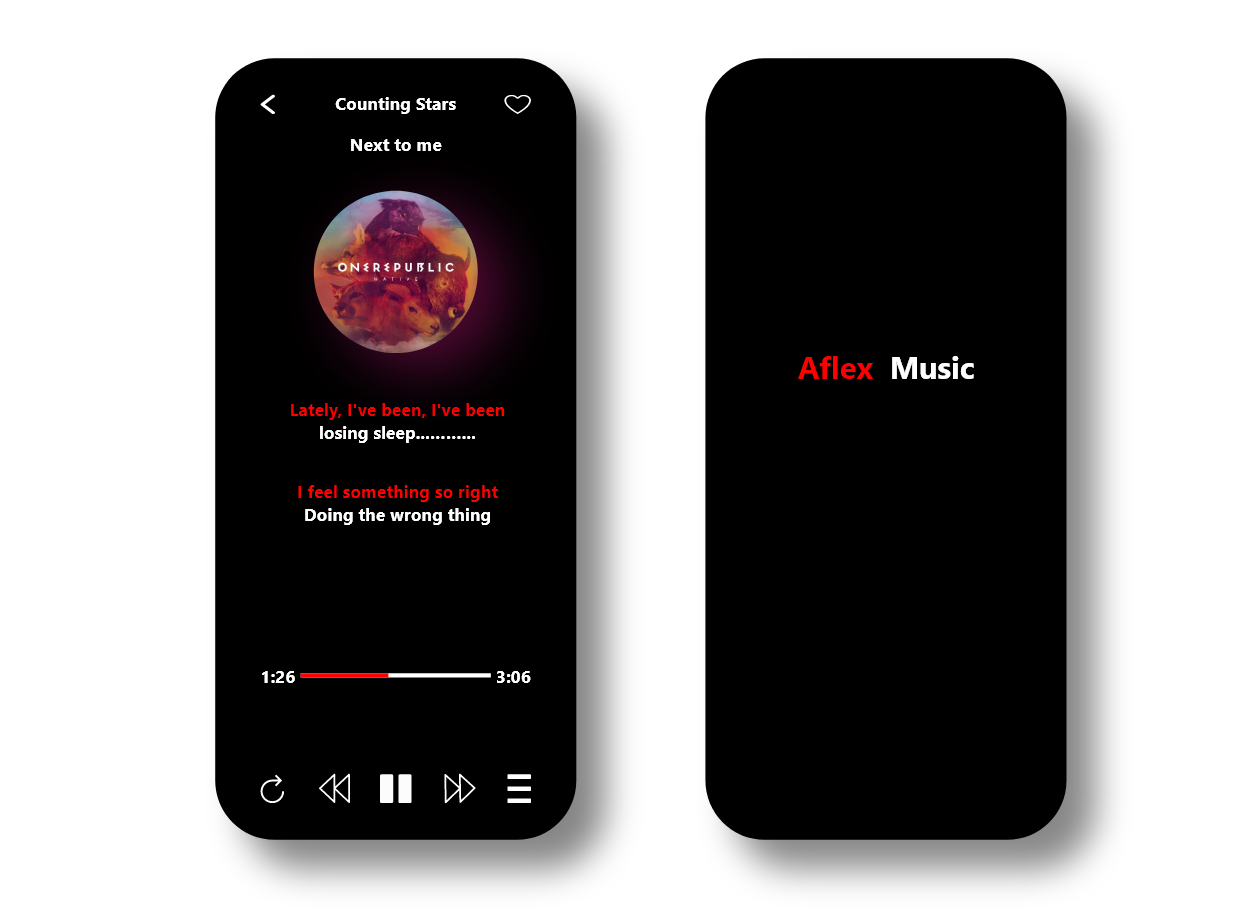 Counting Stars
Next to me
ONEREPUBLIC
NATIVE
Lately, I've been, I've been
losing sleep............
I feel something so right
Doing the wrong thing
1:26 3:06
Aflex Music